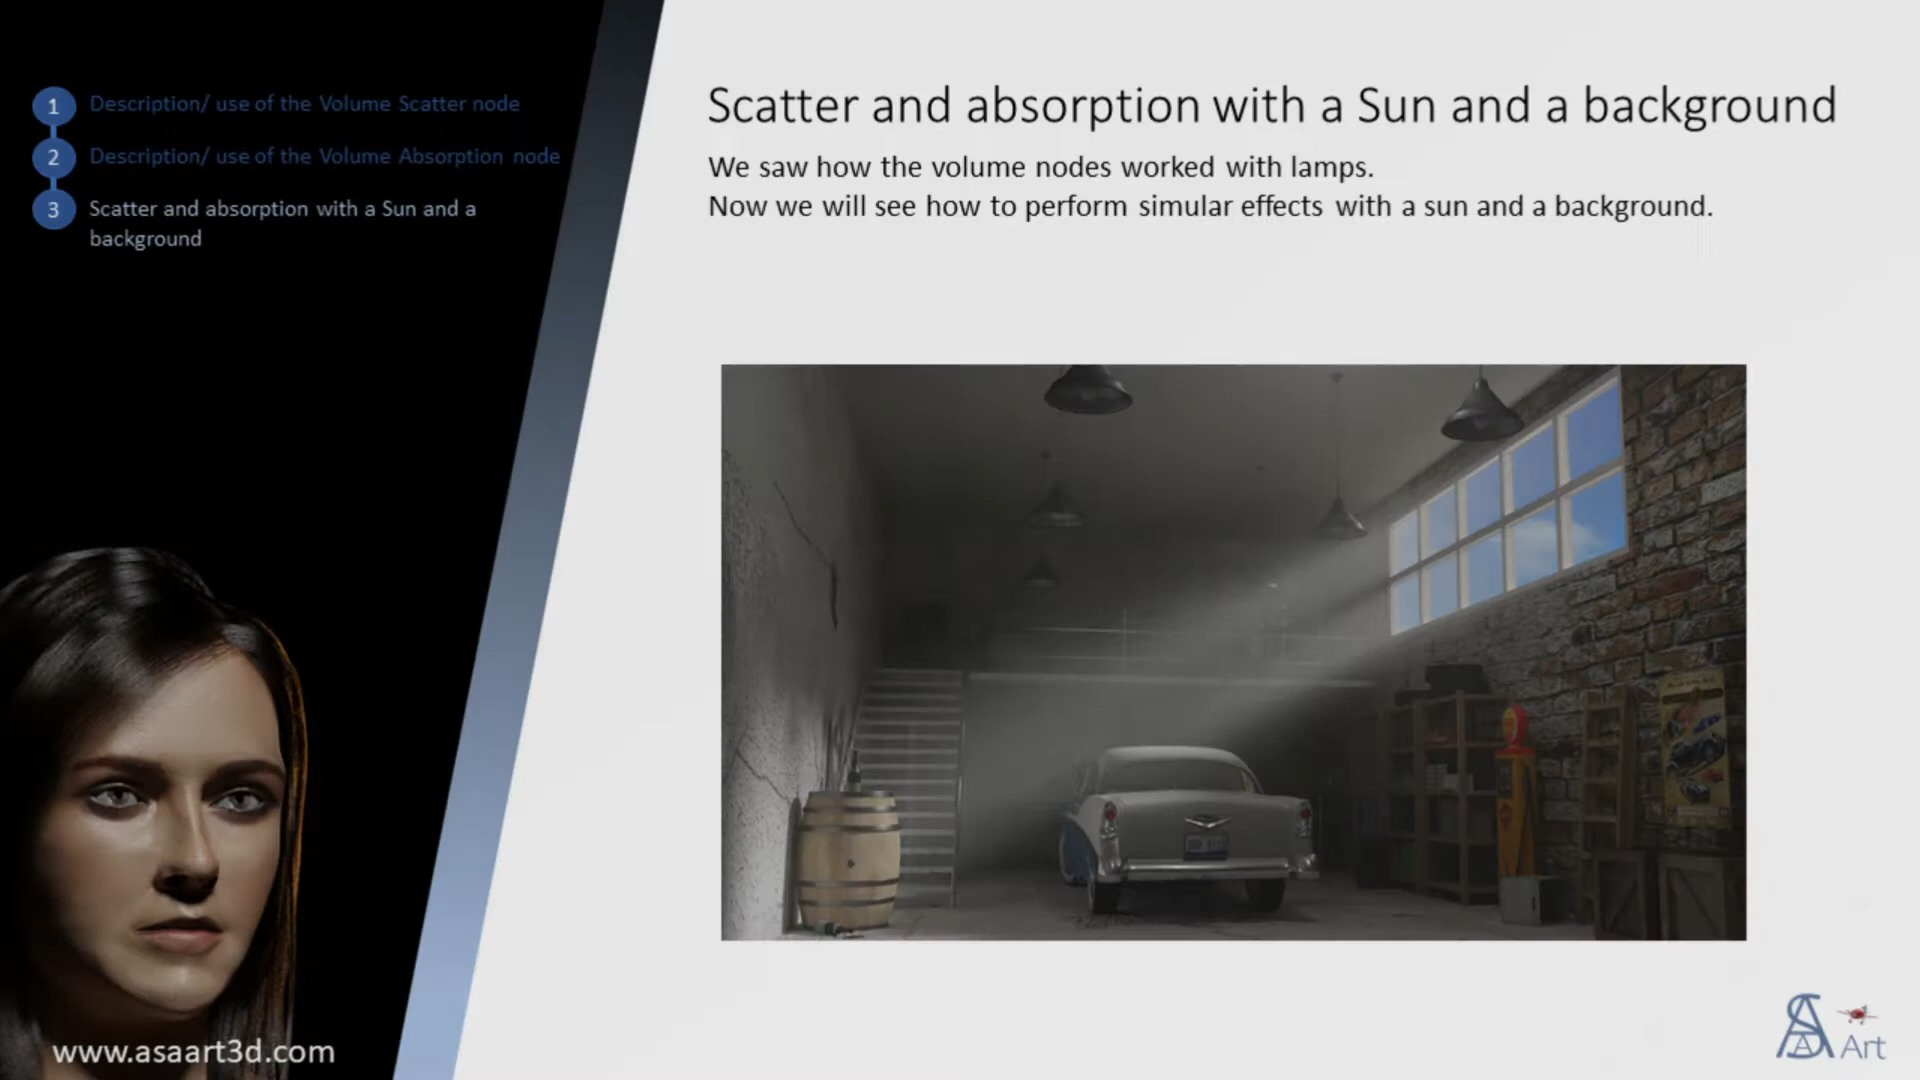 1 Description/ use of the Volume Scatter node
2 Description/ use of the Volume Absorption node
3 Scatter and absorption with a Sun and a
background
Scatter and absorption with a Sun and a background
We saw how the volume nodes worked with lamps.
Now we will see how to perform simular effects with a sun and a background.
www.asaart3d.com
ASA Art